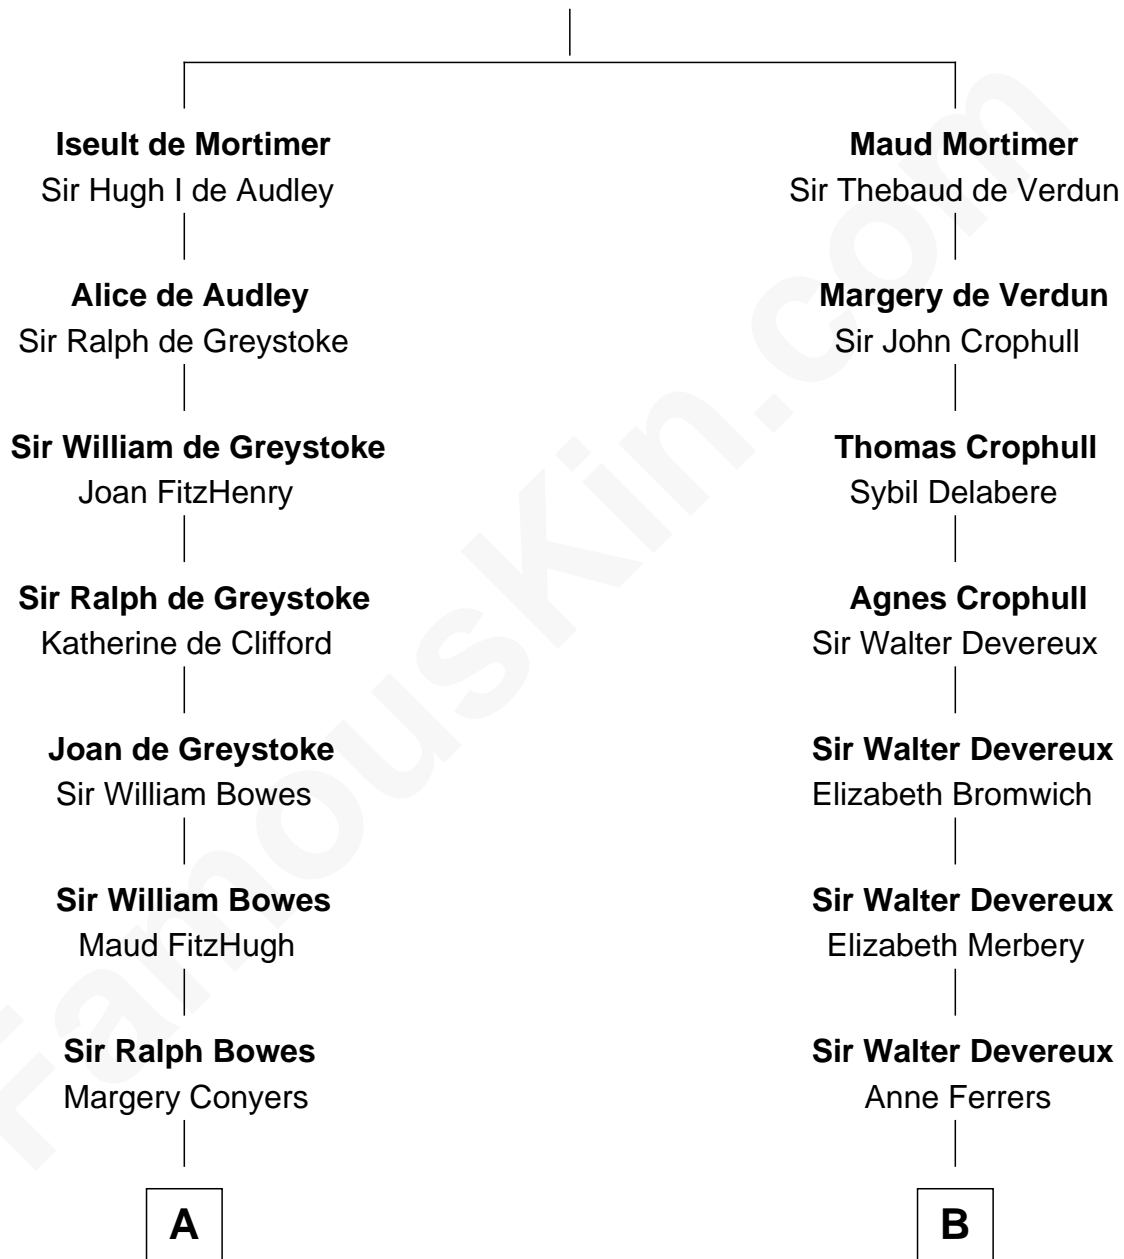 Iseult de Mortimer
Sir Hugh I de Audley
Alice de Audley
Sir Ralph de Greystoke
Sir William de Greystoke
Joan FitzHenry
Sir Ralph de Greystoke
Katherine de Clifford
Joan de Greystoke
Sir William Bowes
Sir William Bowes
Maud FitzHugh
Sir Ralph Bowes
Margery Conyers
A
Maud Mortimer
Sir Thebaud de Verdun
Margery de Verdun
Sir John Crophull
Thomas Crophull
Sybil Delabere
Agnes Crophull
Sir Walter Devereux
Sir Walter Devereux
Elizabeth Bromwich
Sir Walter Devereux
Elizabeth Merbery
Sir Walter Devereux
Anne Ferrers
B
FamousKin.com